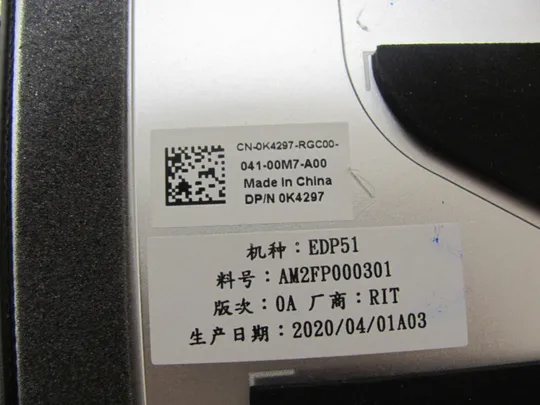 CN-0K4297-RGC00-
041-00M7-A00
Made in China
DP/N 0K4297
机种：EDP51
料号：AM2FP000301
版次：0A 厂商：RIT
生产日期：2020/04/01A03